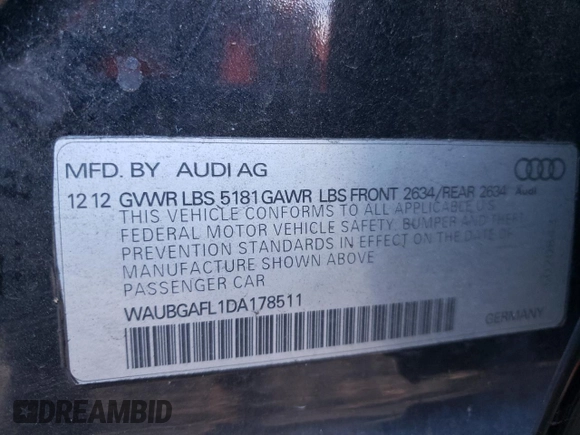 MFD. BY AUDI AG
12 12 GVWR LBS 5181 GAWR LBS FRONT 2634/REAR 2634
Audi
THIS VEHICLE CONFORMS TO ALL APPLICABLE U.S.
FEDERAL MOTOR VEHICLE SAFETY, BUMPER AND THEFT
PREVENTION STANDARDS IN EFFECT ON THE DATE OF
MANUFACTURE SHOWN ABOVE
PASSENGER CAR
WAUBGAFL1DA178511
GERMANY
DREAMBID